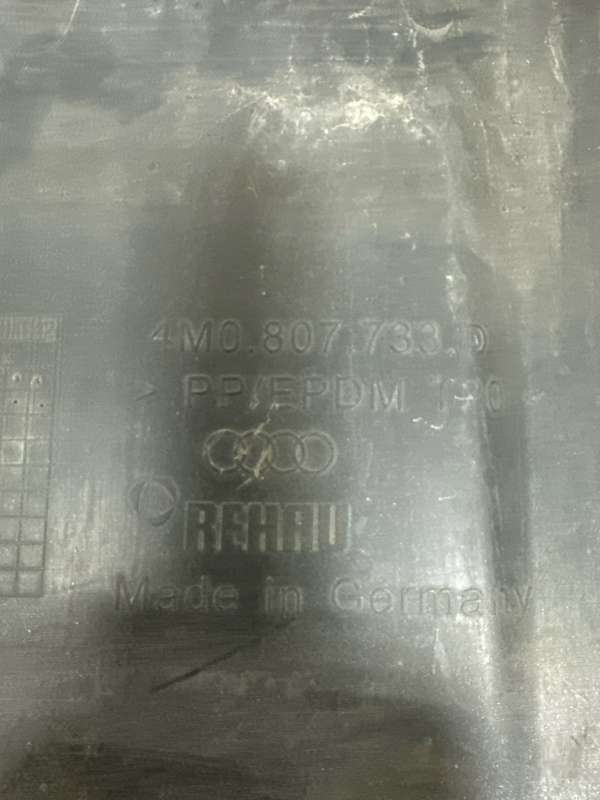 4M0.807.733.D
> PP/EPDM T20
REHAU
Made in Germany